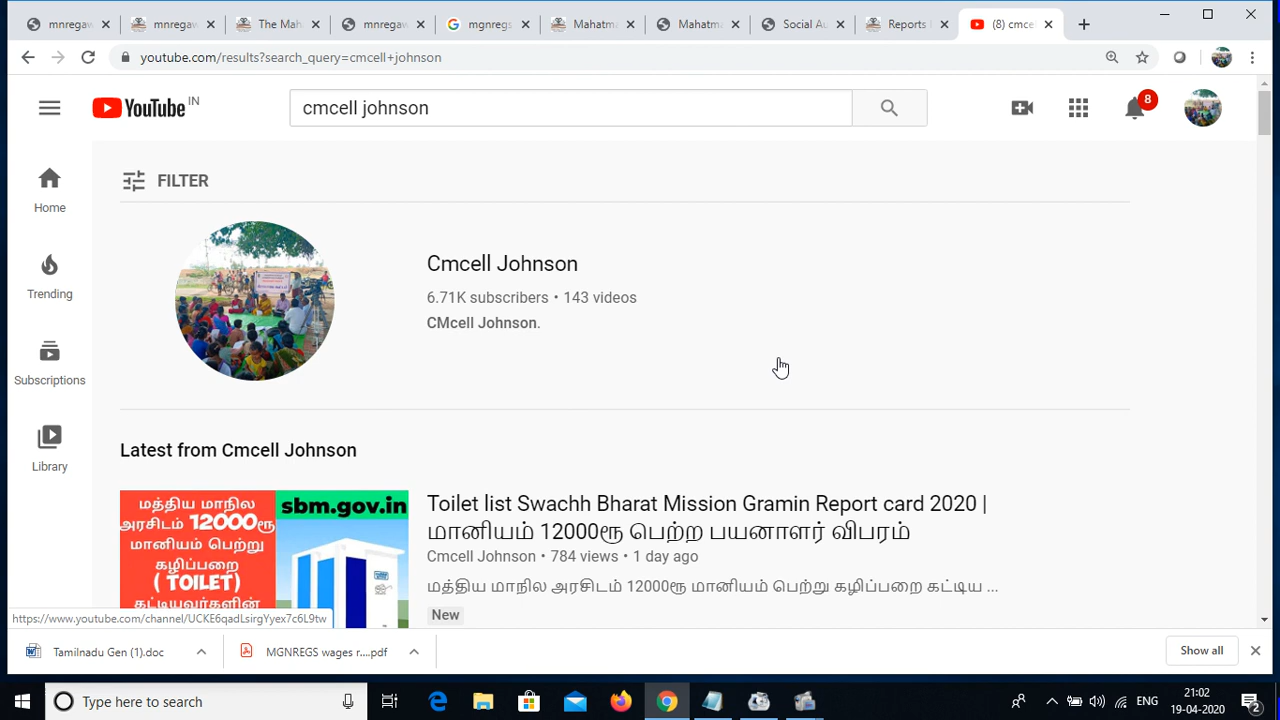 mnregaw
mnregaw
The Mah
mnregaw
mgnregs
Mahatma
Mahatma
Social Au
Reports
(8) cmce
youtube.com/results?search_query=cmcell+johnson
YouTube IN
cmcell johnson
8
FILTER
Home
Trending
Subscriptions
Library
Cmcell Johnson
6.71K subscribers • 143 videos
CMcell Johnson.
Latest from Cmcell Johnson
மத்திய மாநில
அரசிடம் 12000ரூ
மானியம் பெற்று
கழிப்பறை
( TOILET)
கட்டியவர்களின்
sbm.gov.in
Toilet list Swachh Bharat Mission Gramin Report card 2020 |
மானியம் 12000ரூ பெற்ற பயனாளர் விபரம்
Cmcell Johnson • 784 views • 1 day ago
மத்திய மாநில அரசிடம் 12000ரூ மானியம் பெற்று கழிப்பறை கட்டிய ...
New
https://www.youtube.com/channel/UCKE6qadLsirgYyex7c6L9tw
Tamilnadu Gen (1).doc
MGNREGS wages r....pdf
Show all
Type here to search
ENG
21:02
19-04-2020
2